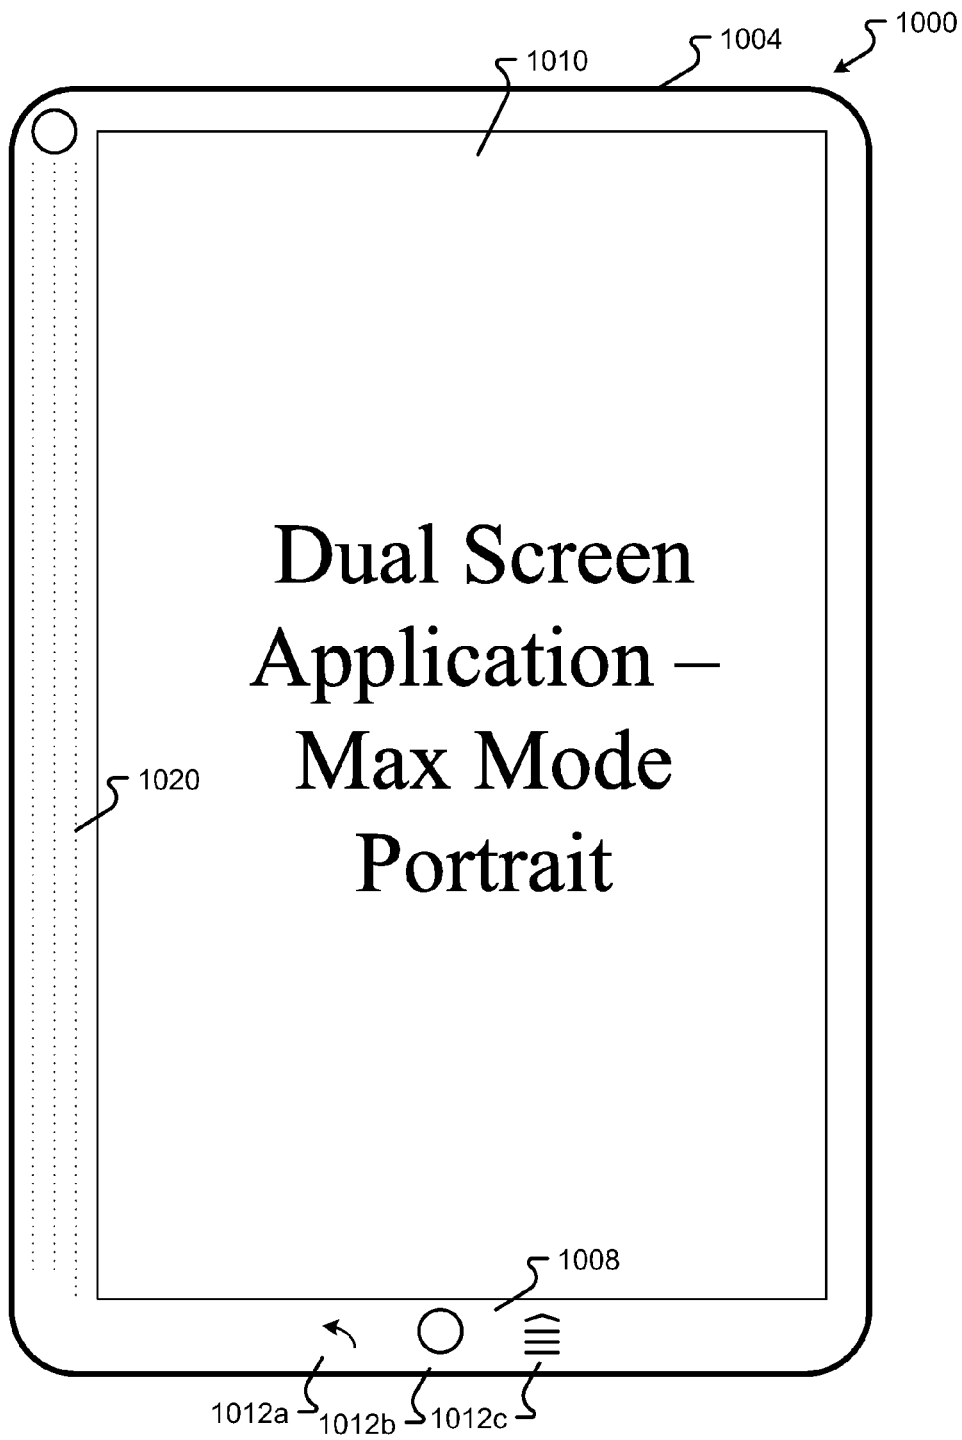 1000
1004
1010
Dual Screen
Application –
Max Mode
Portrait
1020
1008
1012a
1012b
1012c